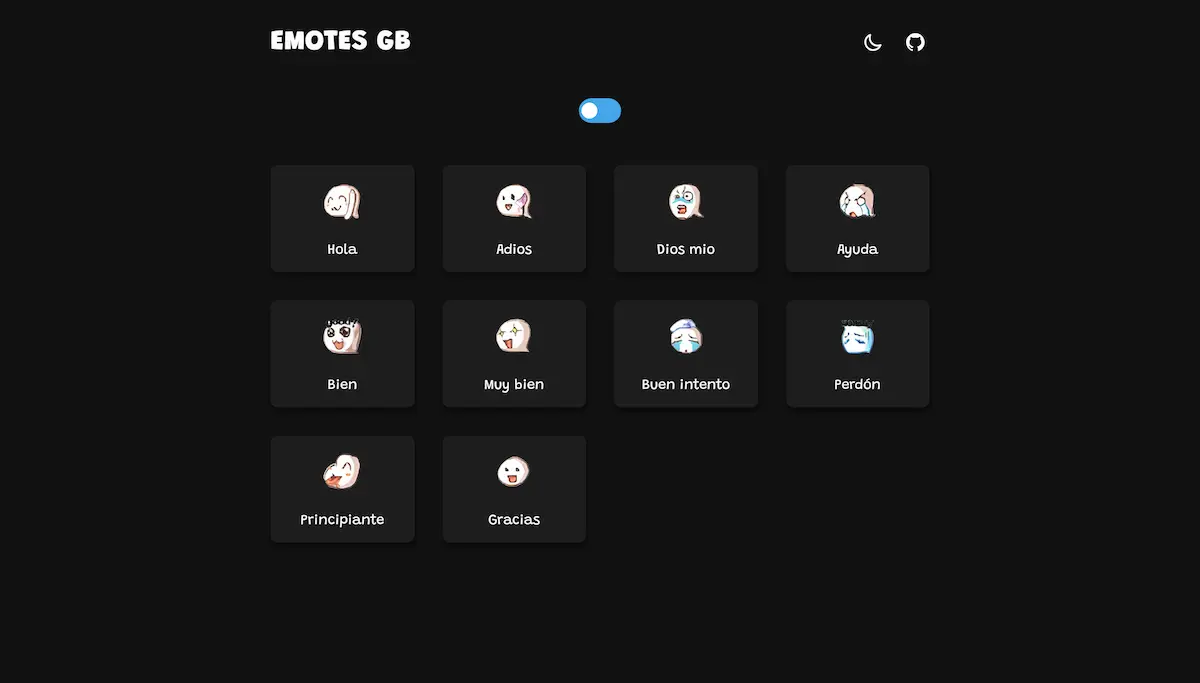 EMOTES GB
Hola
Adios
Dios mio
Ayuda
Bien
Muy bien
Buen intento
Perdón
Principiante
Gracias